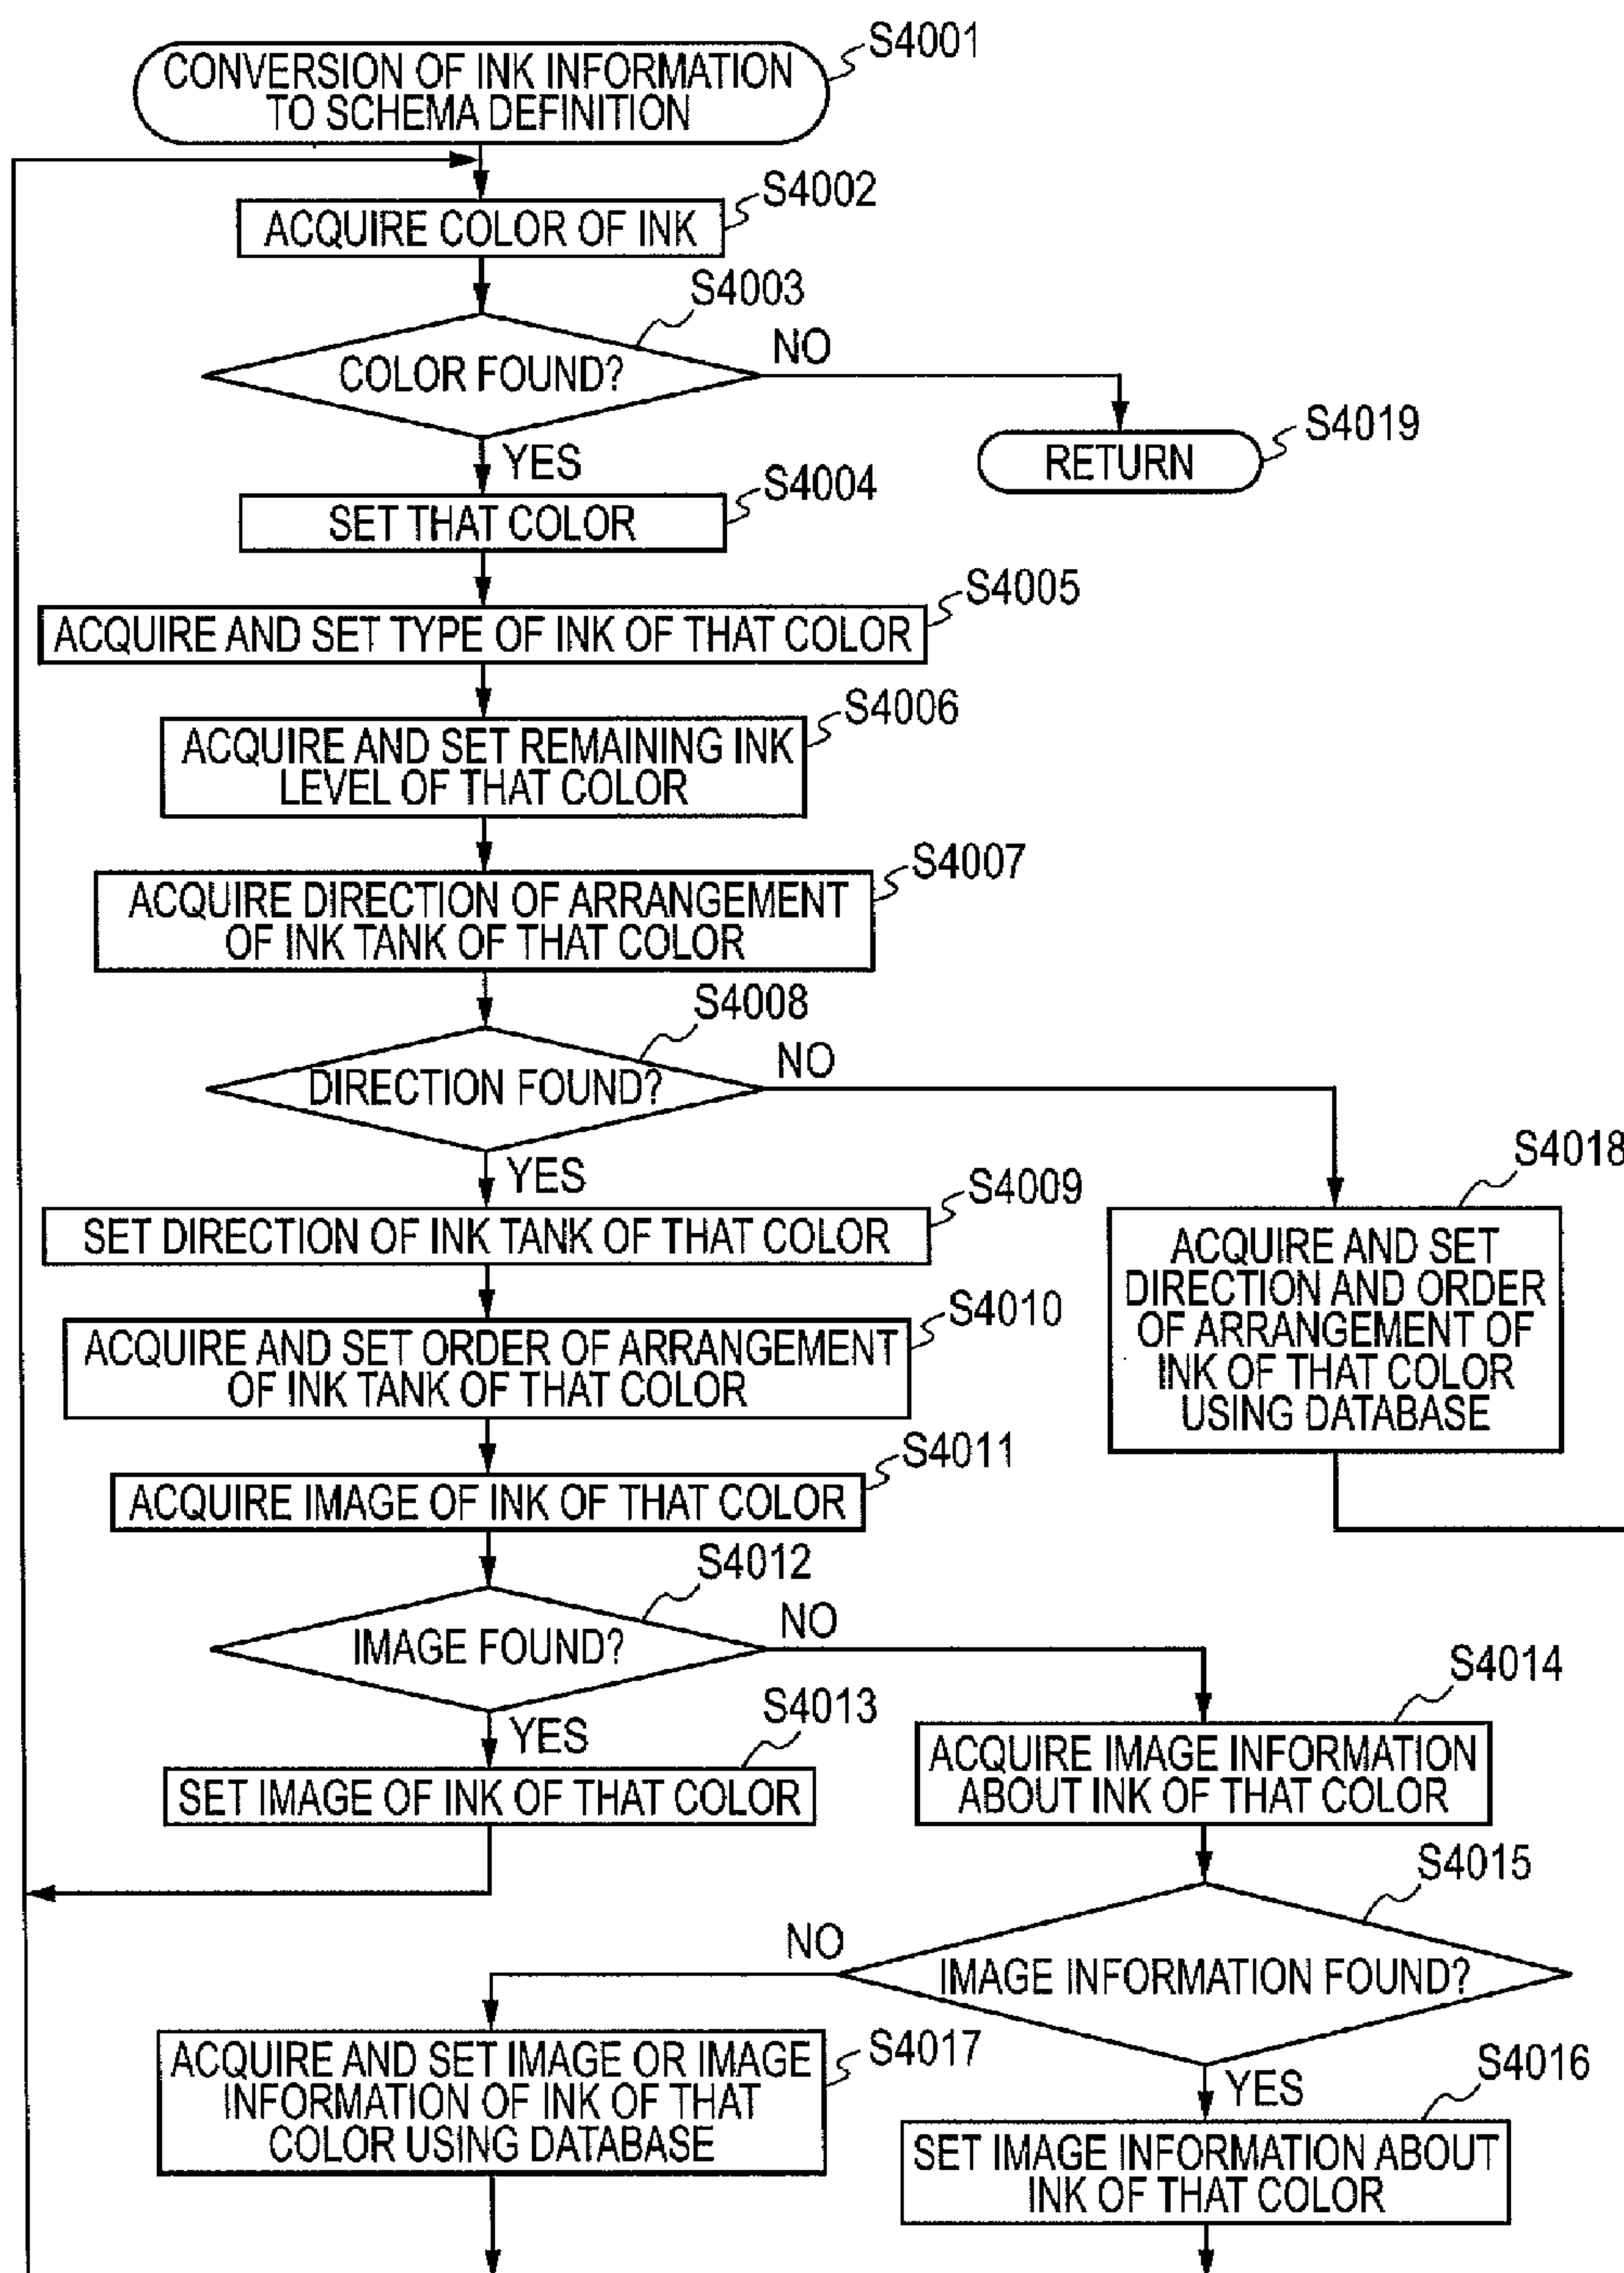 S4001
CONVERSION OF INK INFORMATION
TO SCHEMA DEFINITION
S4002
ACQUIRE COLOR OF INK
S4003
COLOR FOUND?
NO
YES
S4019
RETURN
S4004
SET THAT COLOR
S4005
ACQUIRE AND SET TYPE OF INK OF THAT COLOR
S4006
ACQUIRE AND SET REMAINING INK
LEVEL OF THAT COLOR
S4007
ACQUIRE DIRECTION OF ARRANGEMENT
OF INK TANK OF THAT COLOR
S4008
DIRECTION FOUND?
NO
YES
S4018
ACQUIRE AND SET
DIRECTION AND ORDER
OF ARRANGEMENT OF
INK OF THAT COLOR
USING DATABASE
S4009
SET DIRECTION OF INK TANK OF THAT COLOR
S4010
ACQUIRE AND SET ORDER OF ARRANGEMENT
OF INK TANK OF THAT COLOR
S4011
ACQUIRE IMAGE OF INK OF THAT COLOR
S4012
IMAGE FOUND?
NO
YES
S4013
SET IMAGE OF INK OF THAT COLOR
S4014
ACQUIRE IMAGE INFORMATION
ABOUT INK OF THAT COLOR
S4015
IMAGE INFORMATION FOUND?
NO
YES
S4017
ACQUIRE AND SET IMAGE OR IMAGE
INFORMATION OF INK OF THAT
COLOR USING DATABASE
S4016
SET IMAGE INFORMATION ABOUT
INK OF THAT COLOR